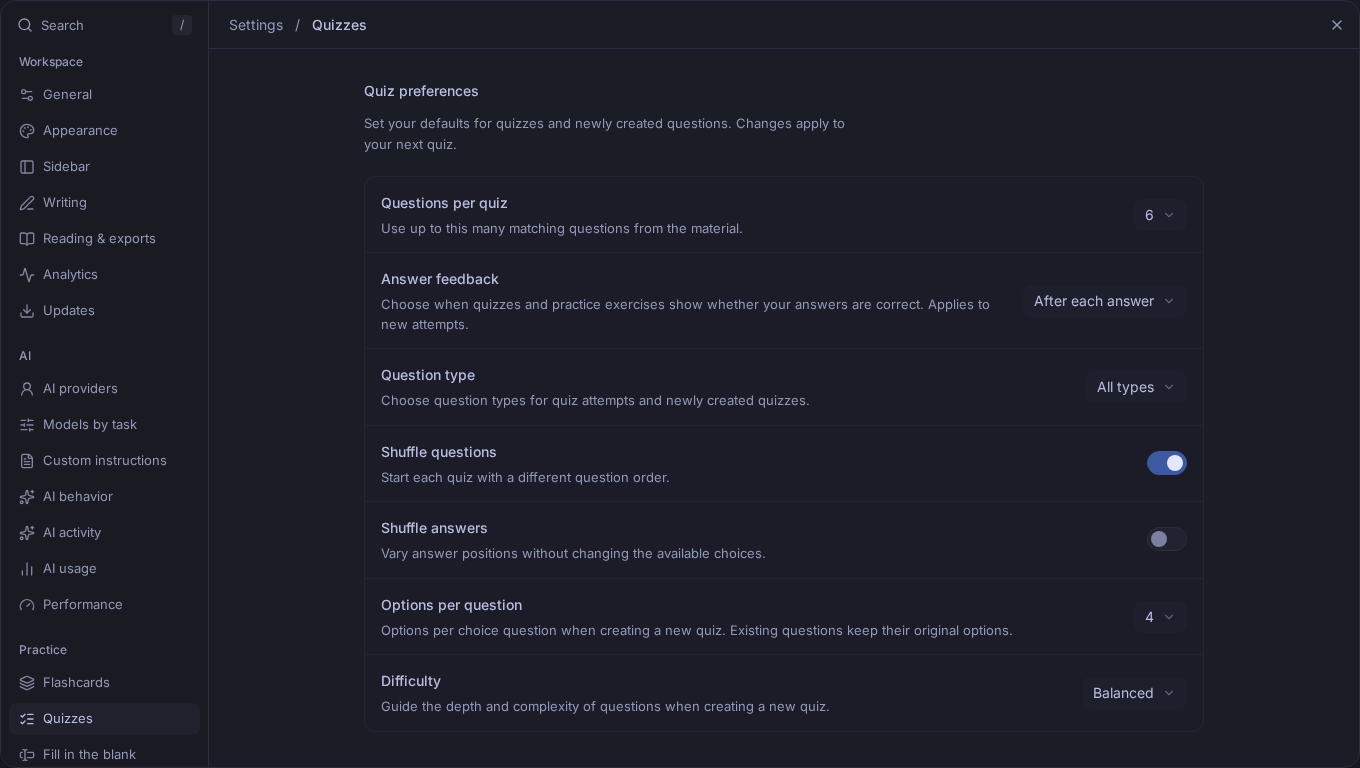 Search /
Workspace
General
Appearance
Sidebar
Writing
Reading & exports
Analytics
Updates
AI
AI providers
Models by task
Custom instructions
AI behavior
AI activity
AI usage
Performance
Practice
Flashcards
Quizzes
Fill in the blank
Settings / Quizzes
Quiz preferences
Set your defaults for quizzes and newly created questions. Changes apply to
your next quiz.
Questions per quiz
Use up to this many matching questions from the material.
6
Answer feedback
Choose when quizzes and practice exercises show whether your answers are correct. Applies to
new attempts.
After each answer
Question type
Choose question types for quiz attempts and newly created quizzes.
All types
Shuffle questions
Start each quiz with a different question order.
Shuffle answers
Vary answer positions without changing the available choices.
Options per question
Options per choice question when creating a new quiz. Existing questions keep their original options.
4
Difficulty
Guide the depth and complexity of questions when creating a new quiz.
Balanced